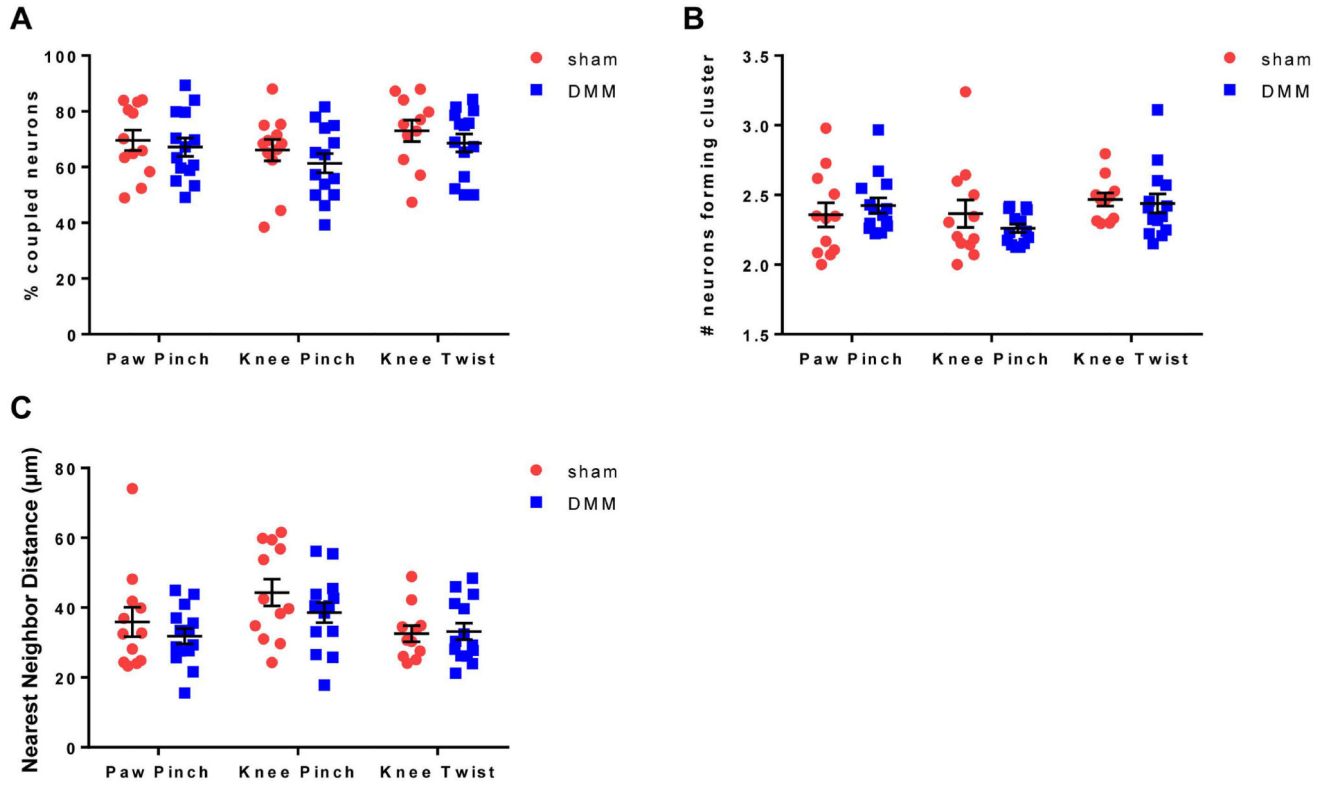 A
% coupled neurons
100
80
60
40
20
0
Paw Pinch
Knee Pinch
Knee Twist
sham
DMM
B
# neurons forming cluster
3.5
3.0
2.5
2.0
1.5
Paw Pinch
Knee Pinch
Knee Twist
sham
DMM
C
Nearest Neighbor Distance (µm)
80
60
40
20
0
Paw Pinch
Knee Pinch
Knee Twist
sham
DMM